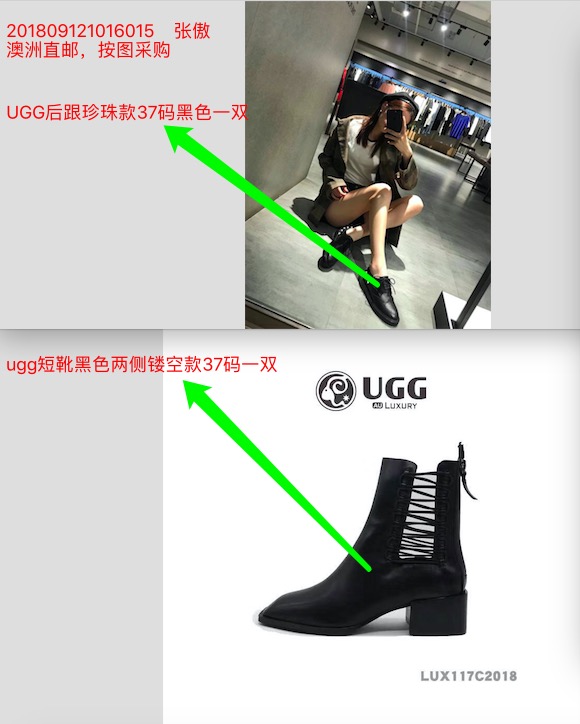 201809121016015 张傲
澳洲直邮，按图采购
UGG后跟珍珠款37码黑色一双
ugg短靴黑色两侧镂空款37码一双
UGG
AU LUXURY
LUX117C2018